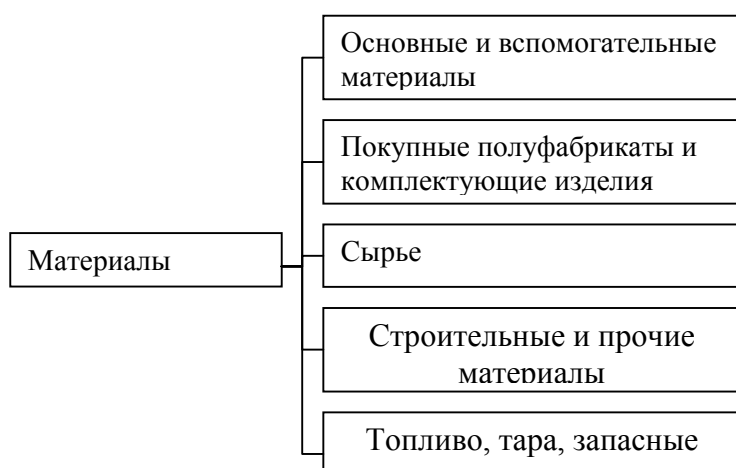 Основные и вспомогательные
материалы
Покупные полуфабрикаты и
комплектующие изделия
Материалы
Сырье
Строительные и прочие
материалы
Топливо, тара, запасные